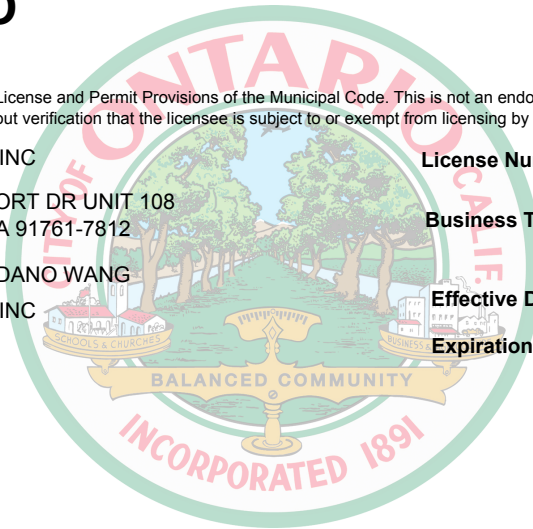 O
License and Permit Provisions of the Municipal Code. This is not an endo
out verification that the licensee is subject to or exempt from licensing by
INC
License Nu
ORT DR UNIT 108
A 91761-7812
Business T
DANO WANG
INC
Effective D
Expiration
CITY OF ONTARIO CALIF.
SCHOOLS & CHURCHES
BUSINESS &
BALANCED COMMUNITY
INCORPORATED 1891